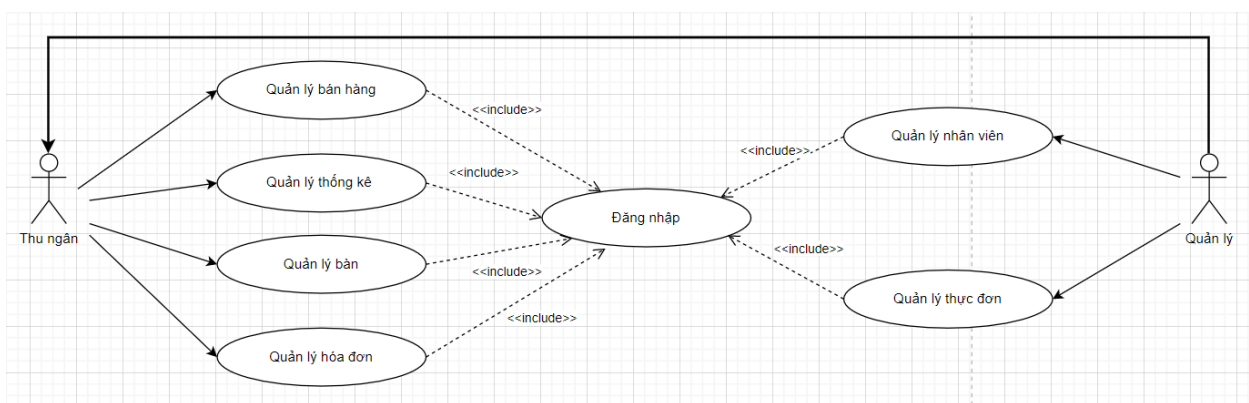 Quản lý bán hàng
<<include>>
Quản lý nhân viên
<<include>>
Quản lý thống kê
<<include>>
Đăng nhập
Thu ngân
Quản lý
<<include>>
Quản lý bàn
<<include>>
Quản lý thực đơn
<<include>>
Quản lý hóa đơn